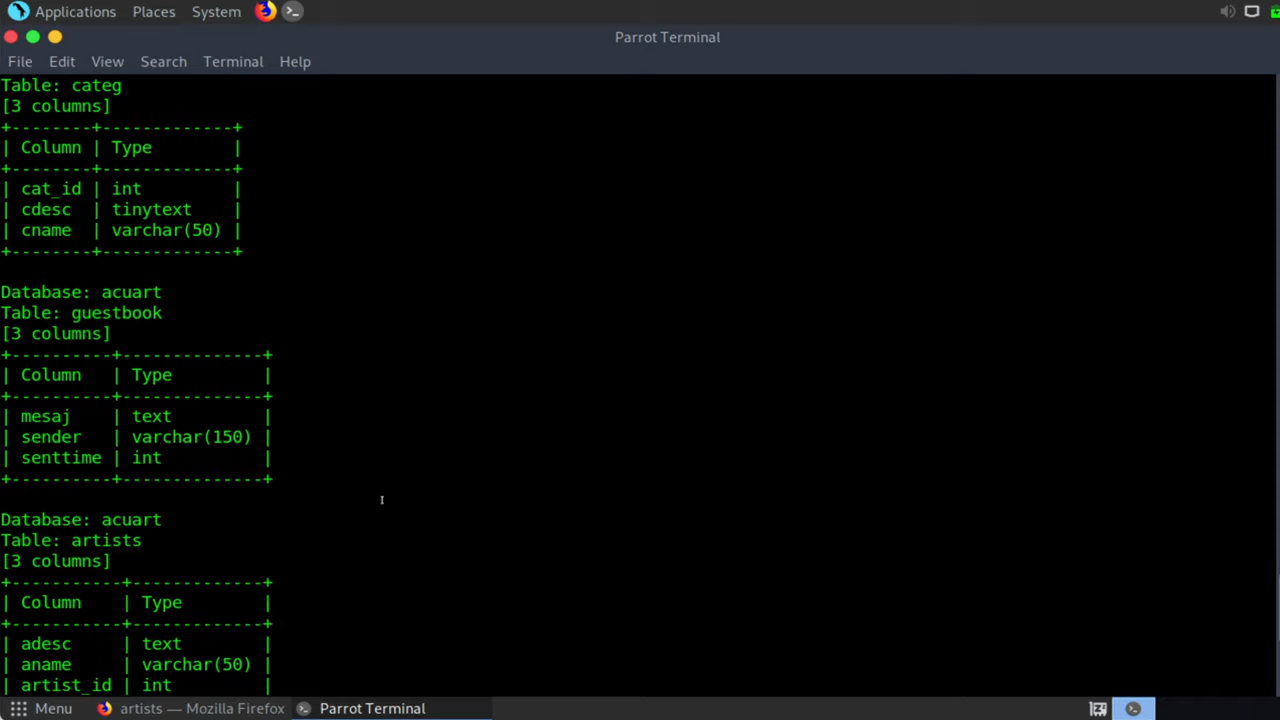 Applications Places System
Parrot Terminal
File Edit View Search Terminal Help
Table: categ
[3 columns]
+--------+-------------+
| Column | Type        |
+--------+-------------+
| cat_id | int         |
| cdesc  | tinytext    |
| cname  | varchar(50) |
+--------+-------------+
Database: acuart
Table: guestbook
[3 columns]
+----------+--------------+
| Column   | Type         |
+----------+--------------+
| mesaj    | text         |
| sender   | varchar(150) |
| senttime | int          |
+----------+--------------+
Database: acuart
Table: artists
[3 columns]
+-----------+-------------+
| Column    | Type        |
+-----------+-------------+
| adesc     | text        |
| aname     | varchar(50) |
| artist_id | int         |
Menu artists — Mozilla Firefox Parrot Terminal